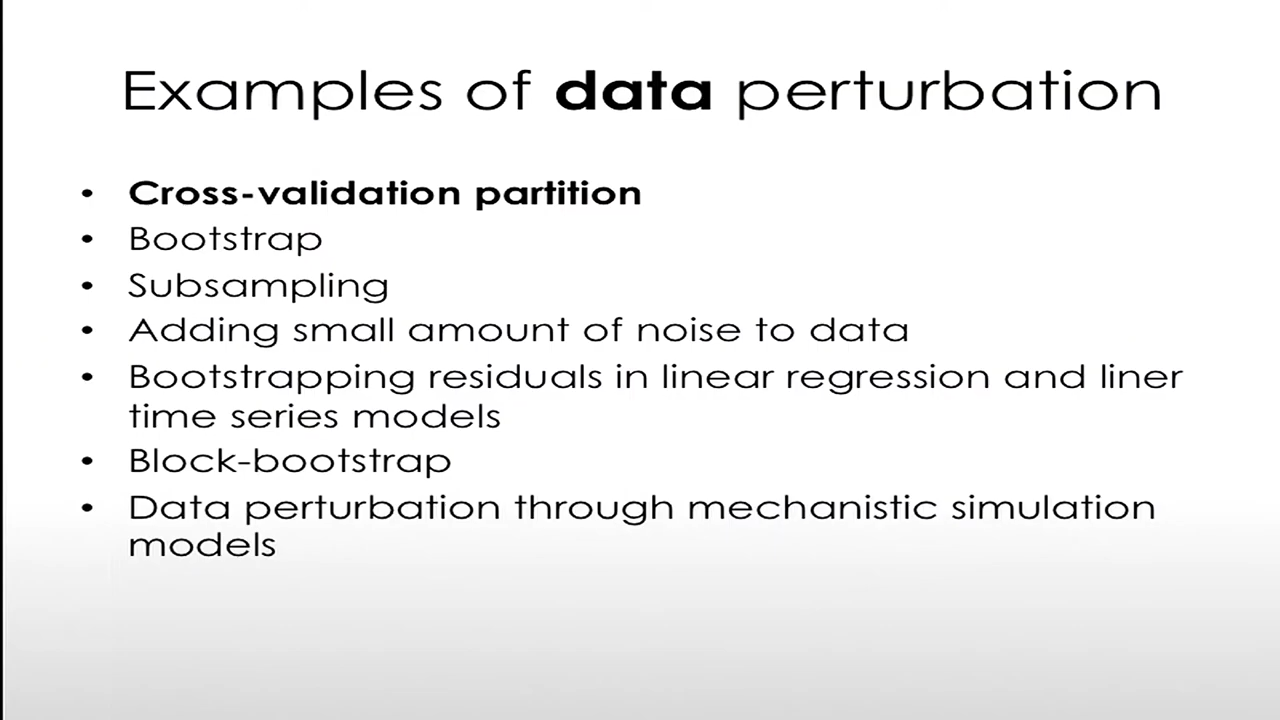 Examples of data perturbation
• Cross-validation partition
• Bootstrap
• Subsampling
• Adding small amount of noise to data
• Bootstrapping residuals in linear regression and liner
time series models
• Block-bootstrap
• Data perturbation through mechanistic simulation
models